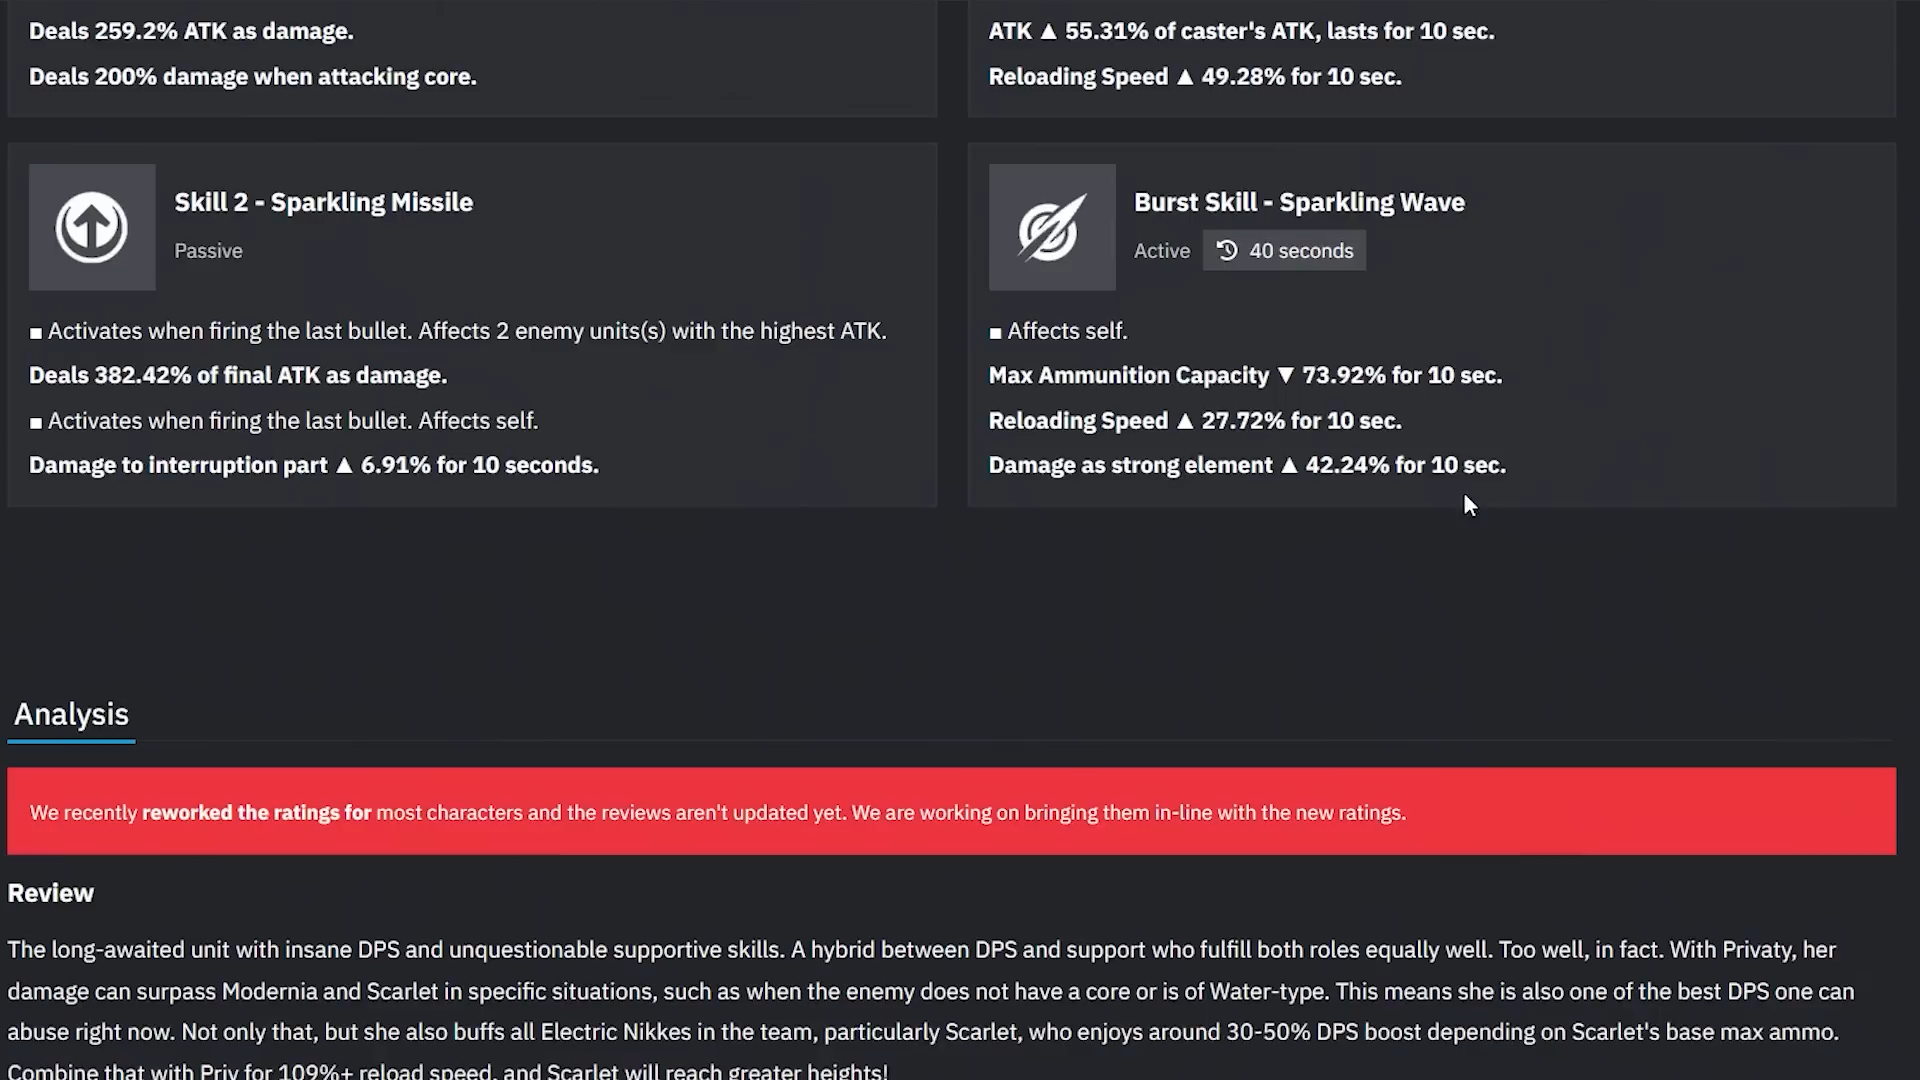 Deals 259.2% ATK as damage.
Deals 200% damage when attacking core.
ATK ▲ 55.31% of caster's ATK, lasts for 10 sec.
Reloading Speed ▲ 49.28% for 10 sec.
Skill 2 - Sparkling Missile
Passive
■ Activates when firing the last bullet. Affects 2 enemy units(s) with the highest ATK.
Deals 382.42% of final ATK as damage.
■ Activates when firing the last bullet. Affects self.
Damage to interruption part ▲ 6.91% for 10 seconds.
Burst Skill - Sparkling Wave
Active 40 seconds
■ Affects self.
Max Ammunition Capacity ▼ 73.92% for 10 sec.
Reloading Speed ▲ 27.72% for 10 sec.
Damage as strong element ▲ 42.24% for 10 sec.
Analysis
We recently reworked the ratings for most characters and the reviews aren't updated yet. We are working on bringing them in-line with the new ratings.
Review
The long-awaited unit with insane DPS and unquestionable supportive skills. A hybrid between DPS and support who fulfill both roles equally well. Too well, in fact. With Privaty, her
damage can surpass Modernia and Scarlet in specific situations, such as when the enemy does not have a core or is of Water-type. This means she is also one of the best DPS one can
abuse right now. Not only that, but she also buffs all Electric Nikkes in the team, particularly Scarlet, who enjoys around 30-50% DPS boost depending on Scarlet's base max ammo.
Combine that with Priv for 109%+ reload speed, and Scarlet will reach greater heights!